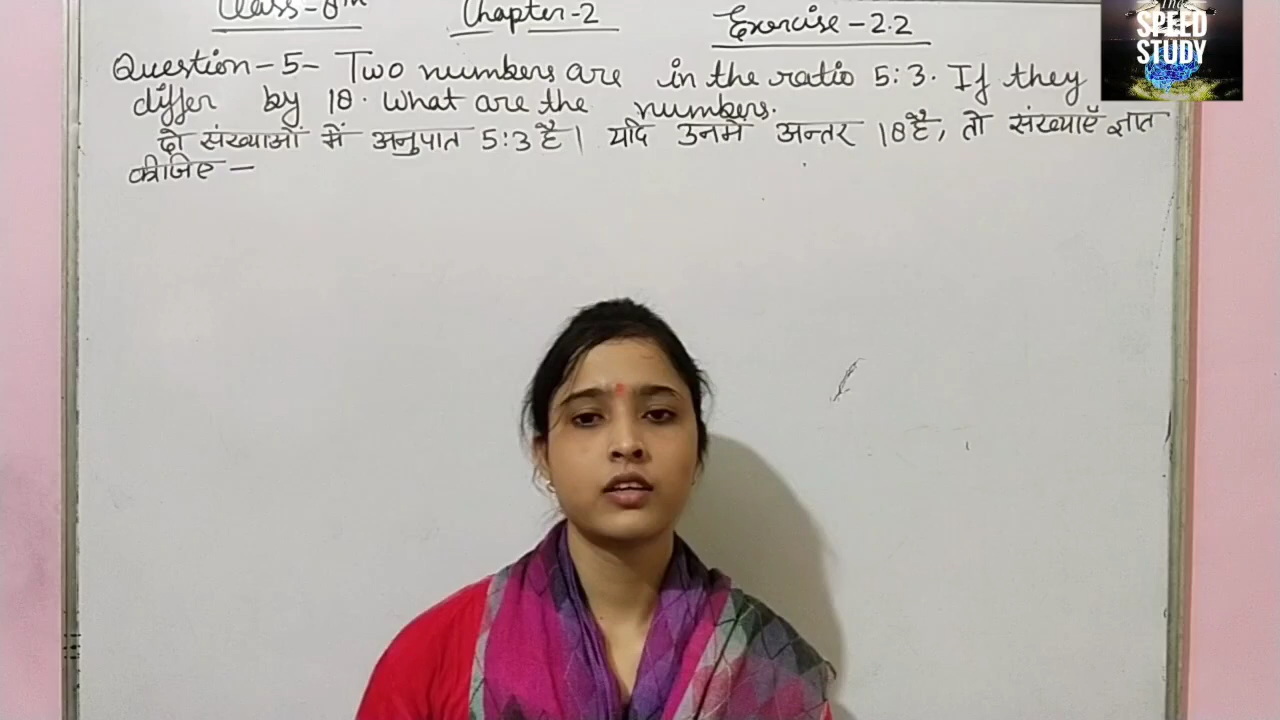 Class-8th Chapter-2 Exercise-2.2
Question-5- Two numbers are in the ratio 5:3. If they
differ by 18. What are the numbers.
दो संख्याओं में अनुपात 5:3 है। यदि उनमें अन्तर 18 है, तो संख्याएँ ज्ञात
कीजिए –
The
SPEED
STUDY